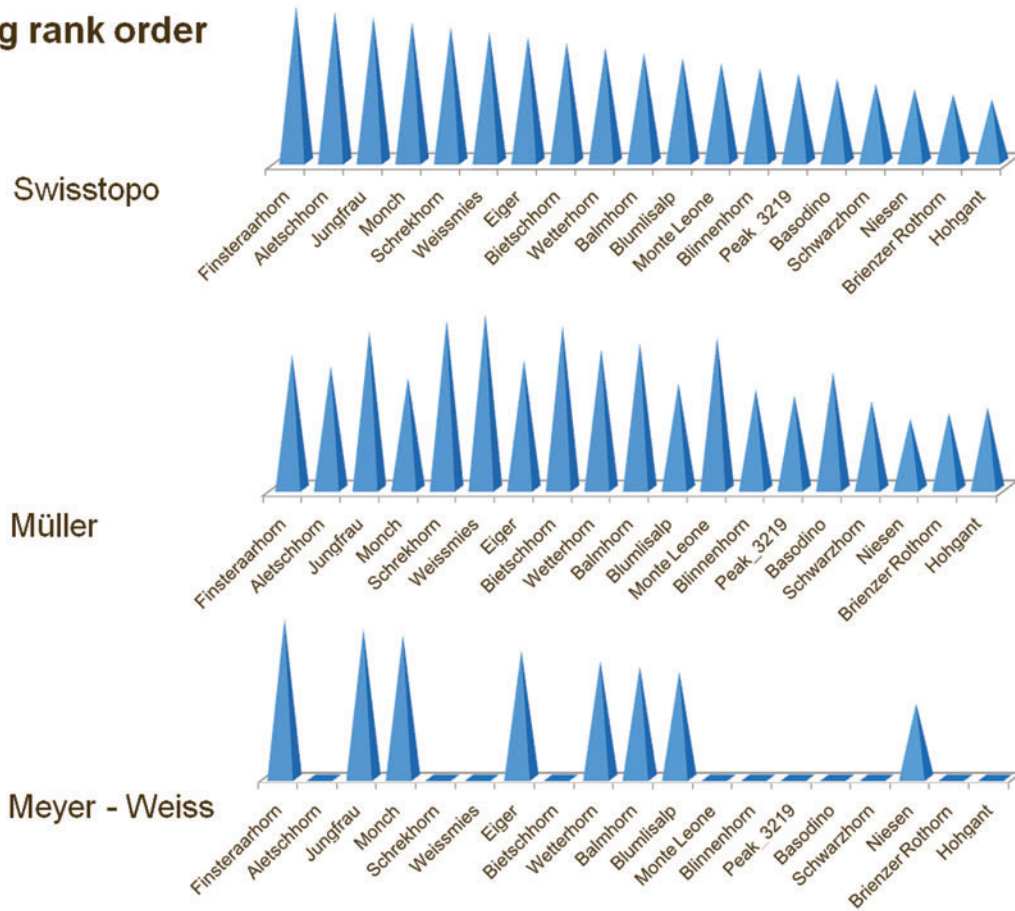 g rank order
Swisstopo
Finsteraarhorn
Aletschhorn
Jungfrau
Monch
Schrekhorn
Weissmies
Eiger
Bietschhorn
Wetterhorn
Balmhorn
Blumlisalp
Monte Leone
Blinnenhorn
Peak_3219
Basodino
Schwarzhorn
Niesen
Brienzer Rothorn
Hohgant
Müller
Finsteraarhorn
Aletschhorn
Jungfrau
Monch
Schrekhorn
Weissmies
Eiger
Bietschhorn
Wetterhorn
Balmhorn
Blumlisalp
Monte Leone
Blinnenhorn
Peak_3219
Basodino
Schwarzhorn
Niesen
Brienzer Rothorn
Hohgant
Meyer - Weiss
Finsteraarhorn
Aletschhorn
Jungfrau
Monch
Schrekhorn
Weissmies
Eiger
Bietschhorn
Wetterhorn
Balmhorn
Blumlisalp
Monte Leone
Blinnenhorn
Peak_3219
Basodino
Schwarzhorn
Niesen
Brienzer Rothorn
Hohgant